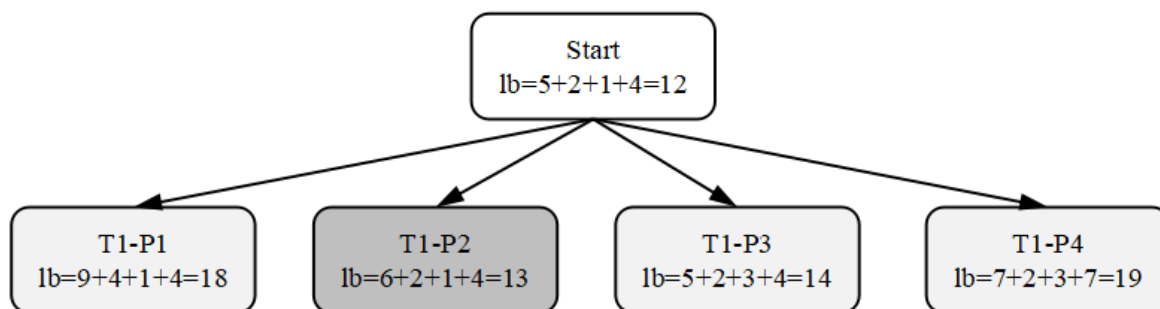 Start
lb=5+2+1+4=12
T1-P1
lb=9+4+1+4=18
T1-P2
lb=6+2+1+4=13
T1-P3
lb=5+2+3+4=14
T1-P4
lb=7+2+3+7=19